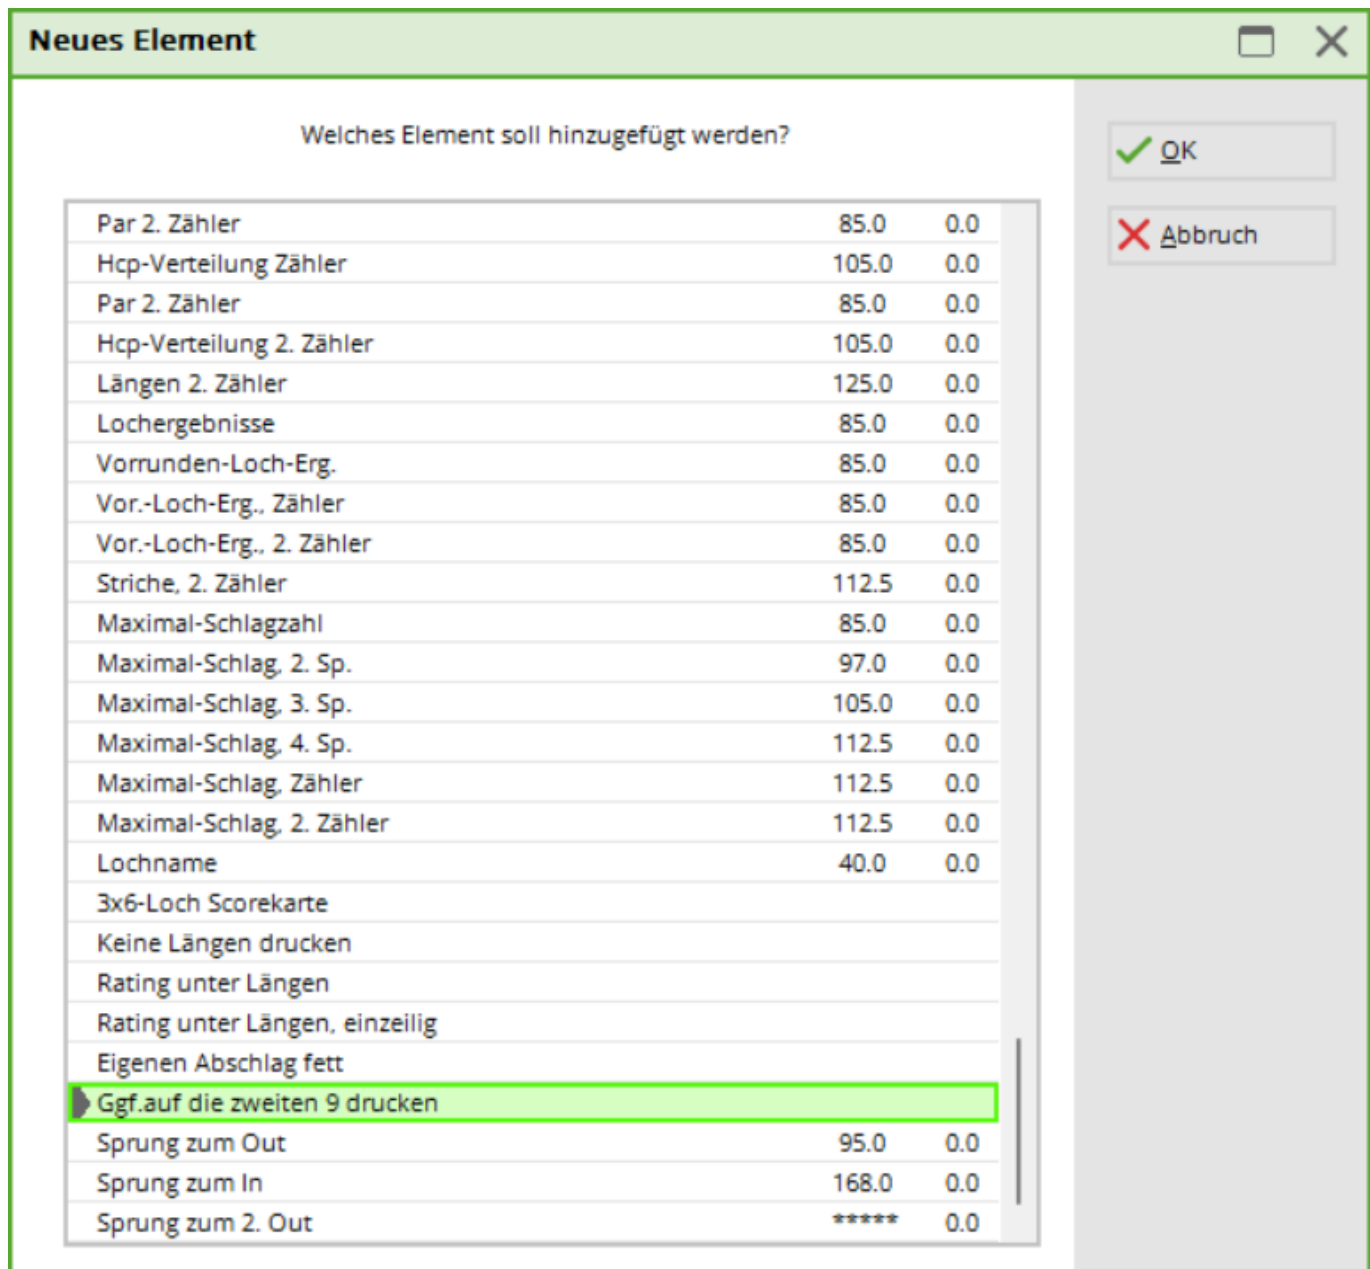 Neues Element
Welches Element soll hinzugefügt werden?
OK
Abbruch
Par 2. Zähler 85.0 0.0
Hcp-Verteilung Zähler 105.0 0.0
Par 2. Zähler 85.0 0.0
Hcp-Verteilung 2. Zähler 105.0 0.0
Längen 2. Zähler 125.0 0.0
Lochergebnisse 85.0 0.0
Vorrunden-Loch-Erg. 85.0 0.0
Vor.-Loch-Erg., Zähler 85.0 0.0
Vor.-Loch-Erg., 2. Zähler 85.0 0.0
Striche, 2. Zähler 112.5 0.0
Maximal-Schlagzahl 85.0 0.0
Maximal-Schlag, 2. Sp. 97.0 0.0
Maximal-Schlag, 3. Sp. 105.0 0.0
Maximal-Schlag, 4. Sp. 112.5 0.0
Maximal-Schlag, Zähler 112.5 0.0
Maximal-Schlag, 2. Zähler 112.5 0.0
Lochname 40.0 0.0
3x6-Loch Scorekarte
Keine Längen drucken
Rating unter Längen
Rating unter Längen, einzeilig
Eigenen Abschlag fett
Ggf.auf die zweiten 9 drucken
Sprung zum Out 95.0 0.0
Sprung zum In 168.0 0.0
Sprung zum 2. Out ***** 0.0